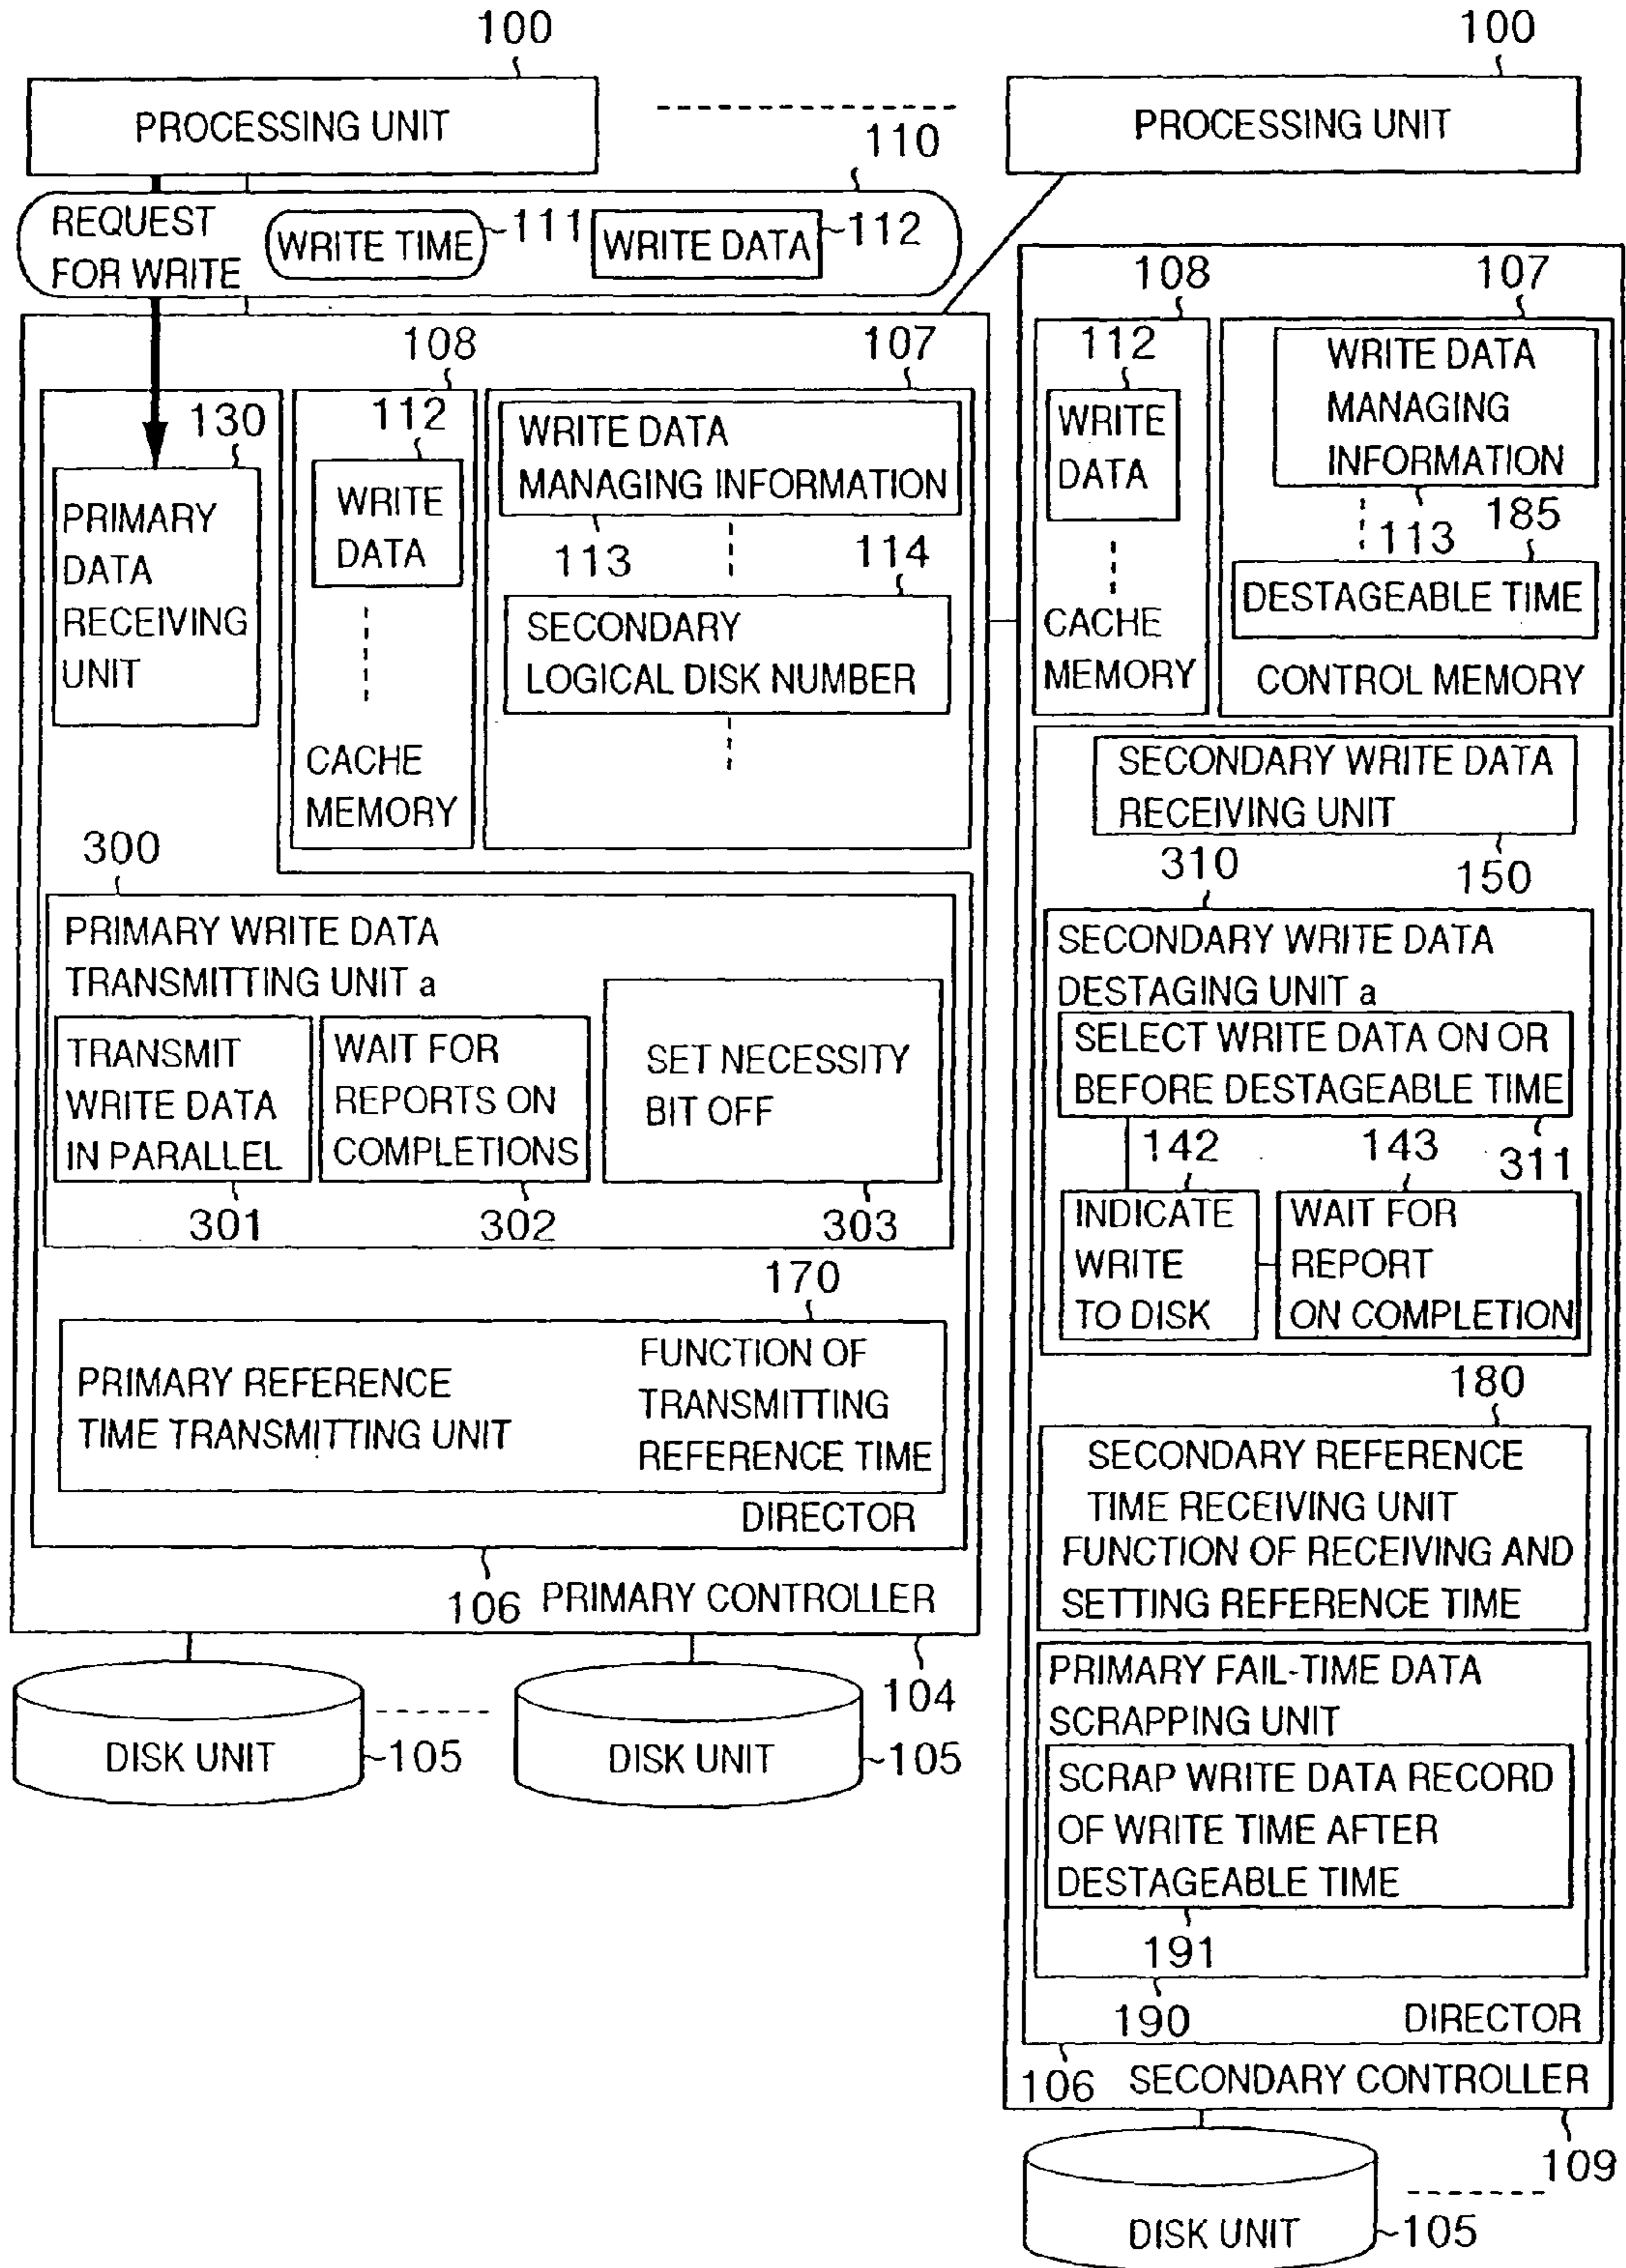 100
100
PROCESSING UNIT
PROCESSING UNIT
110
REQUEST
FOR WRITE
WRITE TIME
111
WRITE DATA
112
108
107
112
WRITE DATA
MANAGING INFORMATION
113
114
SECONDARY
LOGICAL DISK NUMBER
130
PRIMARY
DATA
RECEIVING
UNIT
WRITE
DATA
CACHE
MEMORY
300
PRIMARY WRITE DATA
TRANSMITTING UNIT a
TRANSMIT
WRITE DATA
IN PARALLEL
WAIT FOR
REPORTS ON
COMPLETIONS
SET NECESSITY
BIT OFF
301
302
303
170
PRIMARY REFERENCE
TIME TRANSMITTING UNIT
FUNCTION OF
TRANSMITTING
REFERENCE TIME
DIRECTOR
106
PRIMARY CONTROLLER
104
DISK UNIT
105
DISK UNIT
105
108
107
112
WRITE
DATA
CACHE
MEMORY
WRITE DATA
MANAGING
INFORMATION
113
185
DESTAGEABLE TIME
CONTROL MEMORY
SECONDARY WRITE DATA
RECEIVING UNIT
310
150
SECONDARY WRITE DATA
DESTAGING UNIT a
SELECT WRITE DATA ON OR
BEFORE DESTAGEABLE TIME
142
143
311
INDICATE
WRITE
TO DISK
WAIT FOR
REPORT
ON COMPLETION
180
SECONDARY REFERENCE
TIME RECEIVING UNIT
FUNCTION OF RECEIVING AND
SETTING REFERENCE TIME
PRIMARY FAIL-TIME DATA
SCRAPPING UNIT
SCRAP WRITE DATA RECORD
OF WRITE TIME AFTER
DESTAGEABLE TIME
191
190
DIRECTOR
106
SECONDARY CONTROLLER
109
DISK UNIT
105